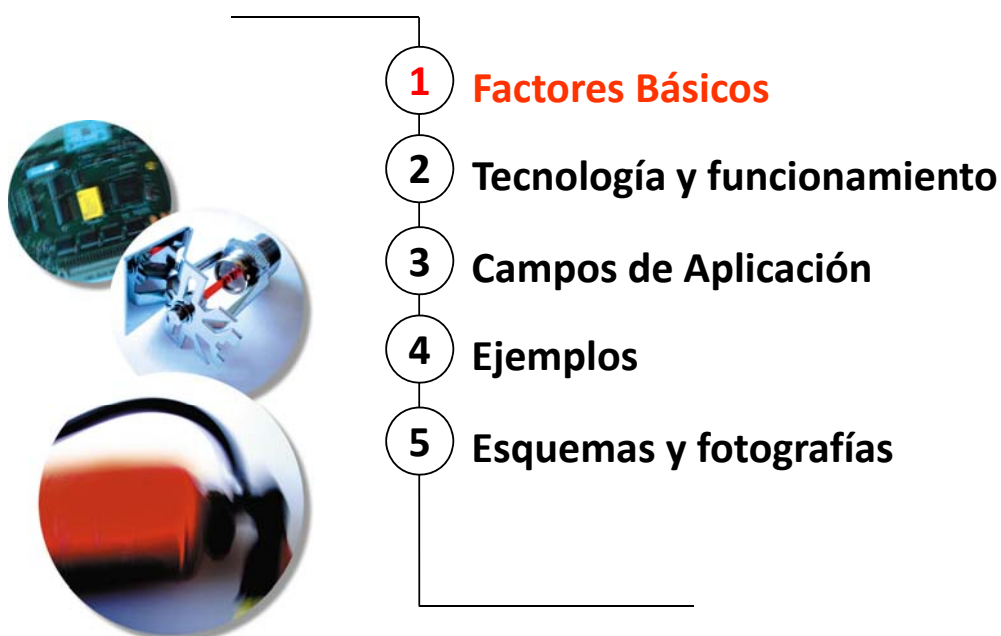 1 Factores Básicos
2 Tecnología y funcionamiento
3 Campos de Aplicación
4 Ejemplos
5 Esquemas y fotografías